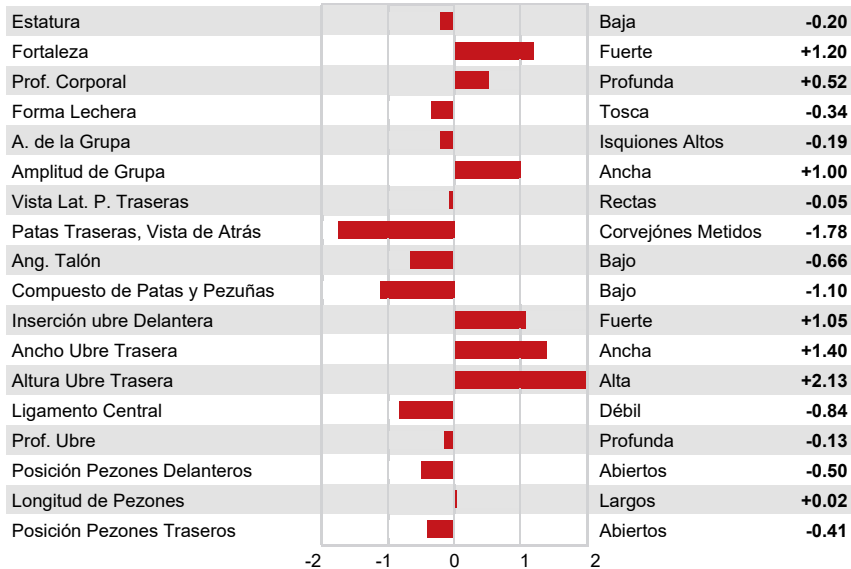 Estatura Baja -0.20
Fortaleza Fuerte +1.20
Prof. Corporal Profunda +0.52
Forma Lechera Tosca -0.34
A. de la Grupa Isquiones Altos -0.19
Amplitud de Grupa Ancha +1.00
Vista Lat. P. Traseras Rectas -0.05
Patas Traseras, Vista de Atrás Corvejónes Metidos -1.78
Ang. Talón Bajo -0.66
Compuesto de Patas y Pezuñas Bajo -1.10
Inserción ubre Delantera Fuerte +1.05
Ancho Ubre Trasera Ancha +1.40
Altura Ubre Trasera Alta +2.13
Ligamento Central Débil -0.84
Prof. Ubre Profunda -0.13
Posición Pezones Delanteros Abiertos -0.50
Longitud de Pezones Largos +0.02
Posición Pezones Traseros Abiertos -0.41
-2 -1 0 1 2